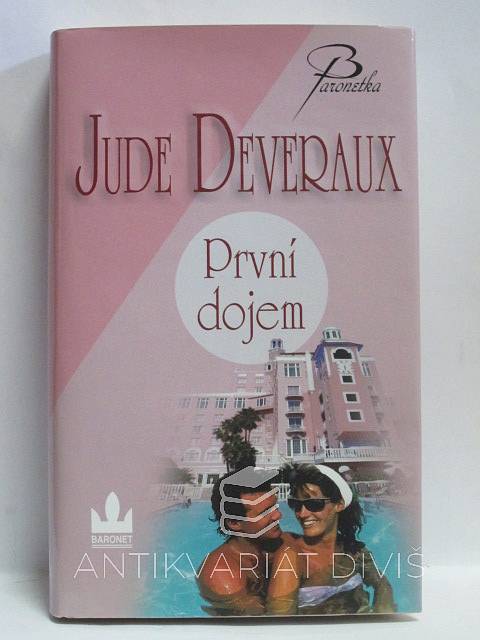 Baronetka
JUDE DEVERAUX
První
dojem
BARONET
ANTIKVARIÁT DIVIŠ